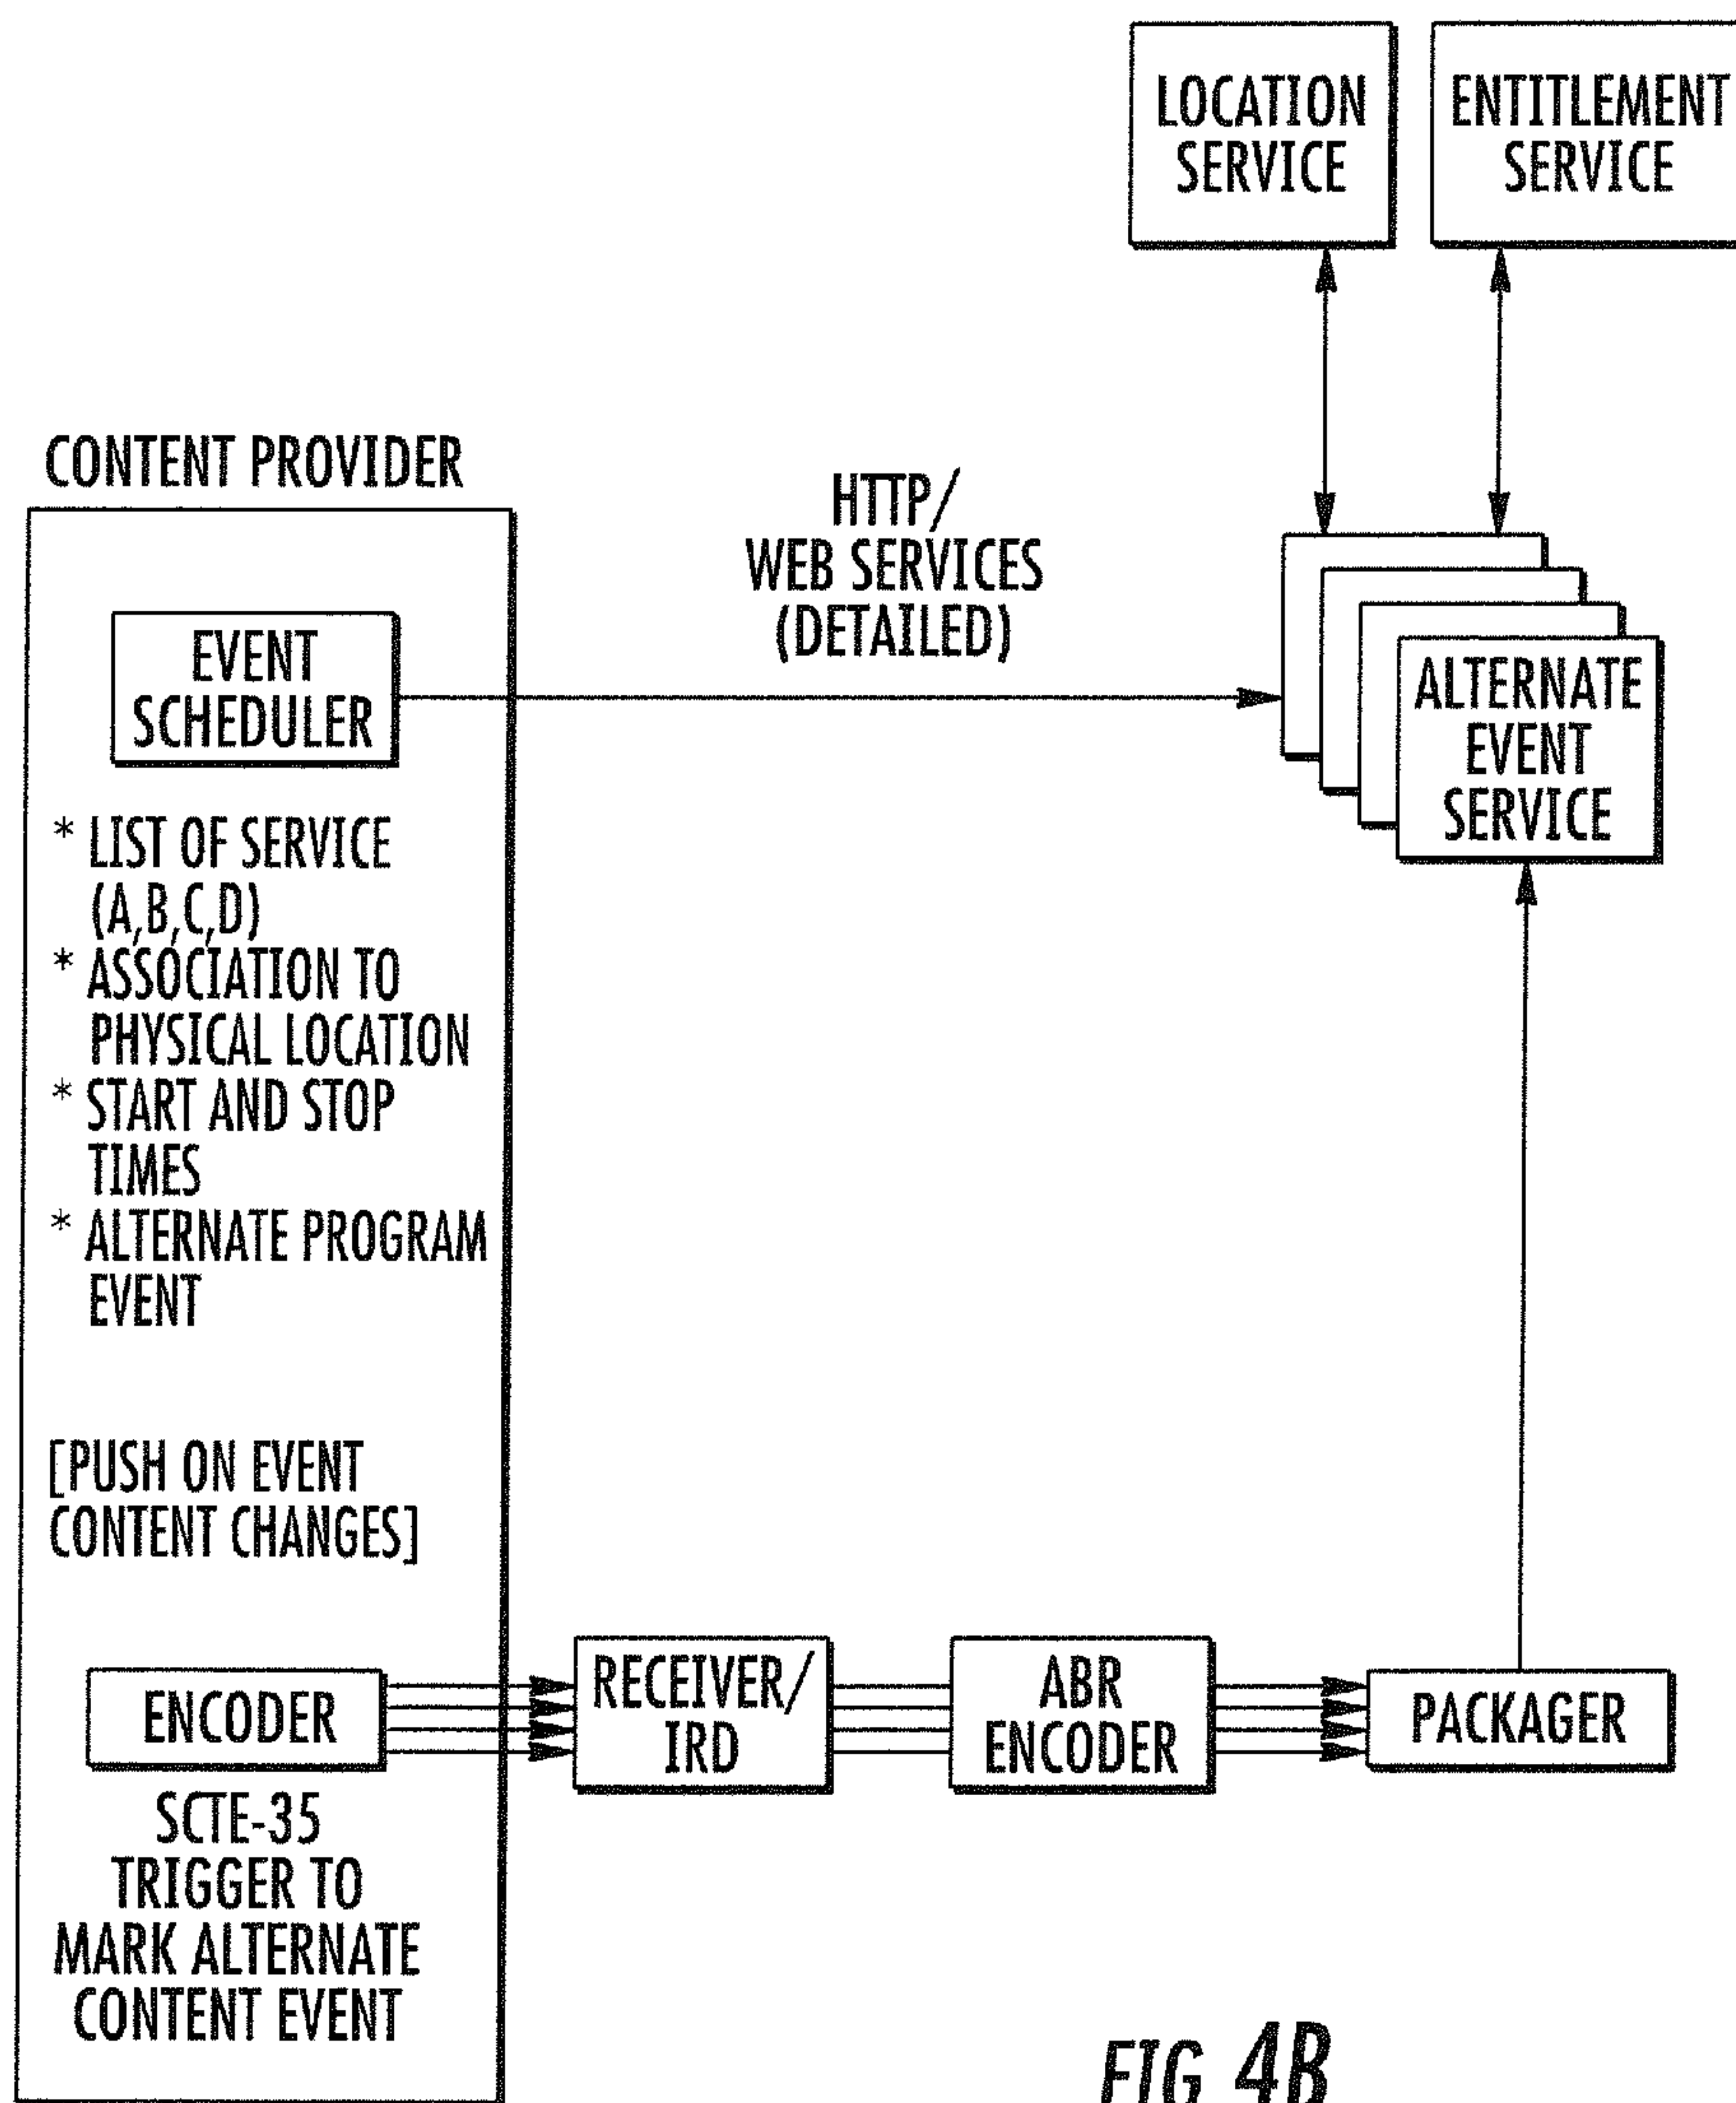 LOCATION
SERVICE
ENTITLEMENT
SERVICE
CONTENT PROVIDER
HTTP/
WEB SERVICES
(DETAILED)
EVENT
SCHEDULER
ALTERNATE
EVENT
SERVICE
* LIST OF SERVICE
(A,B,C,D)
* ASSOCIATION TO
PHYSICAL LOCATION
* START AND STOP
TIMES
* ALTERNATE PROGRAM
EVENT
[PUSH ON EVENT
CONTENT CHANGES]
ENCODER
RECEIVER/
IRD
ABR
ENCODER
PACKAGER
SCTE-35
TRIGGER TO
MARK ALTERNATE
CONTENT EVENT
FIG 4B